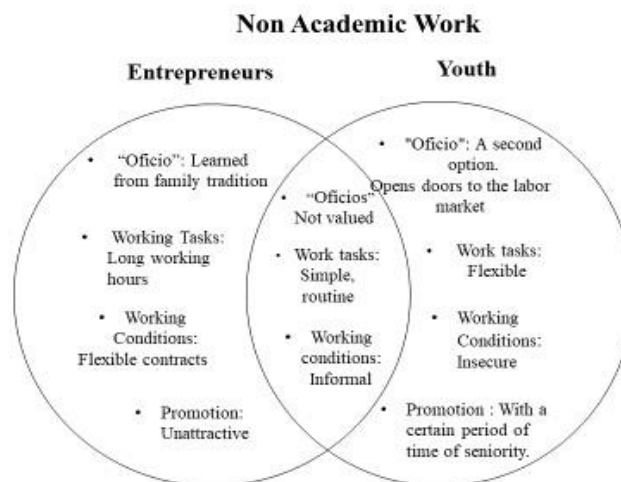 Non Academic Work
Entrepreneurs
Youth
• “Oficio”: Learned
from family tradition
• Working Tasks:
Long working
hours
• Working
Conditions:
Flexible contracts
• Promotion:
Unattractive
• “Oficios”
Not valued
• Work tasks:
Simple,
routine
• Working
conditions:
Informal
• "Oficio": A second
option.
Opens doors to the labor
market
• Work tasks:
Flexible
• Working
Conditions:
Insecure
• Promotion : With a
certain period of
time of seniority.